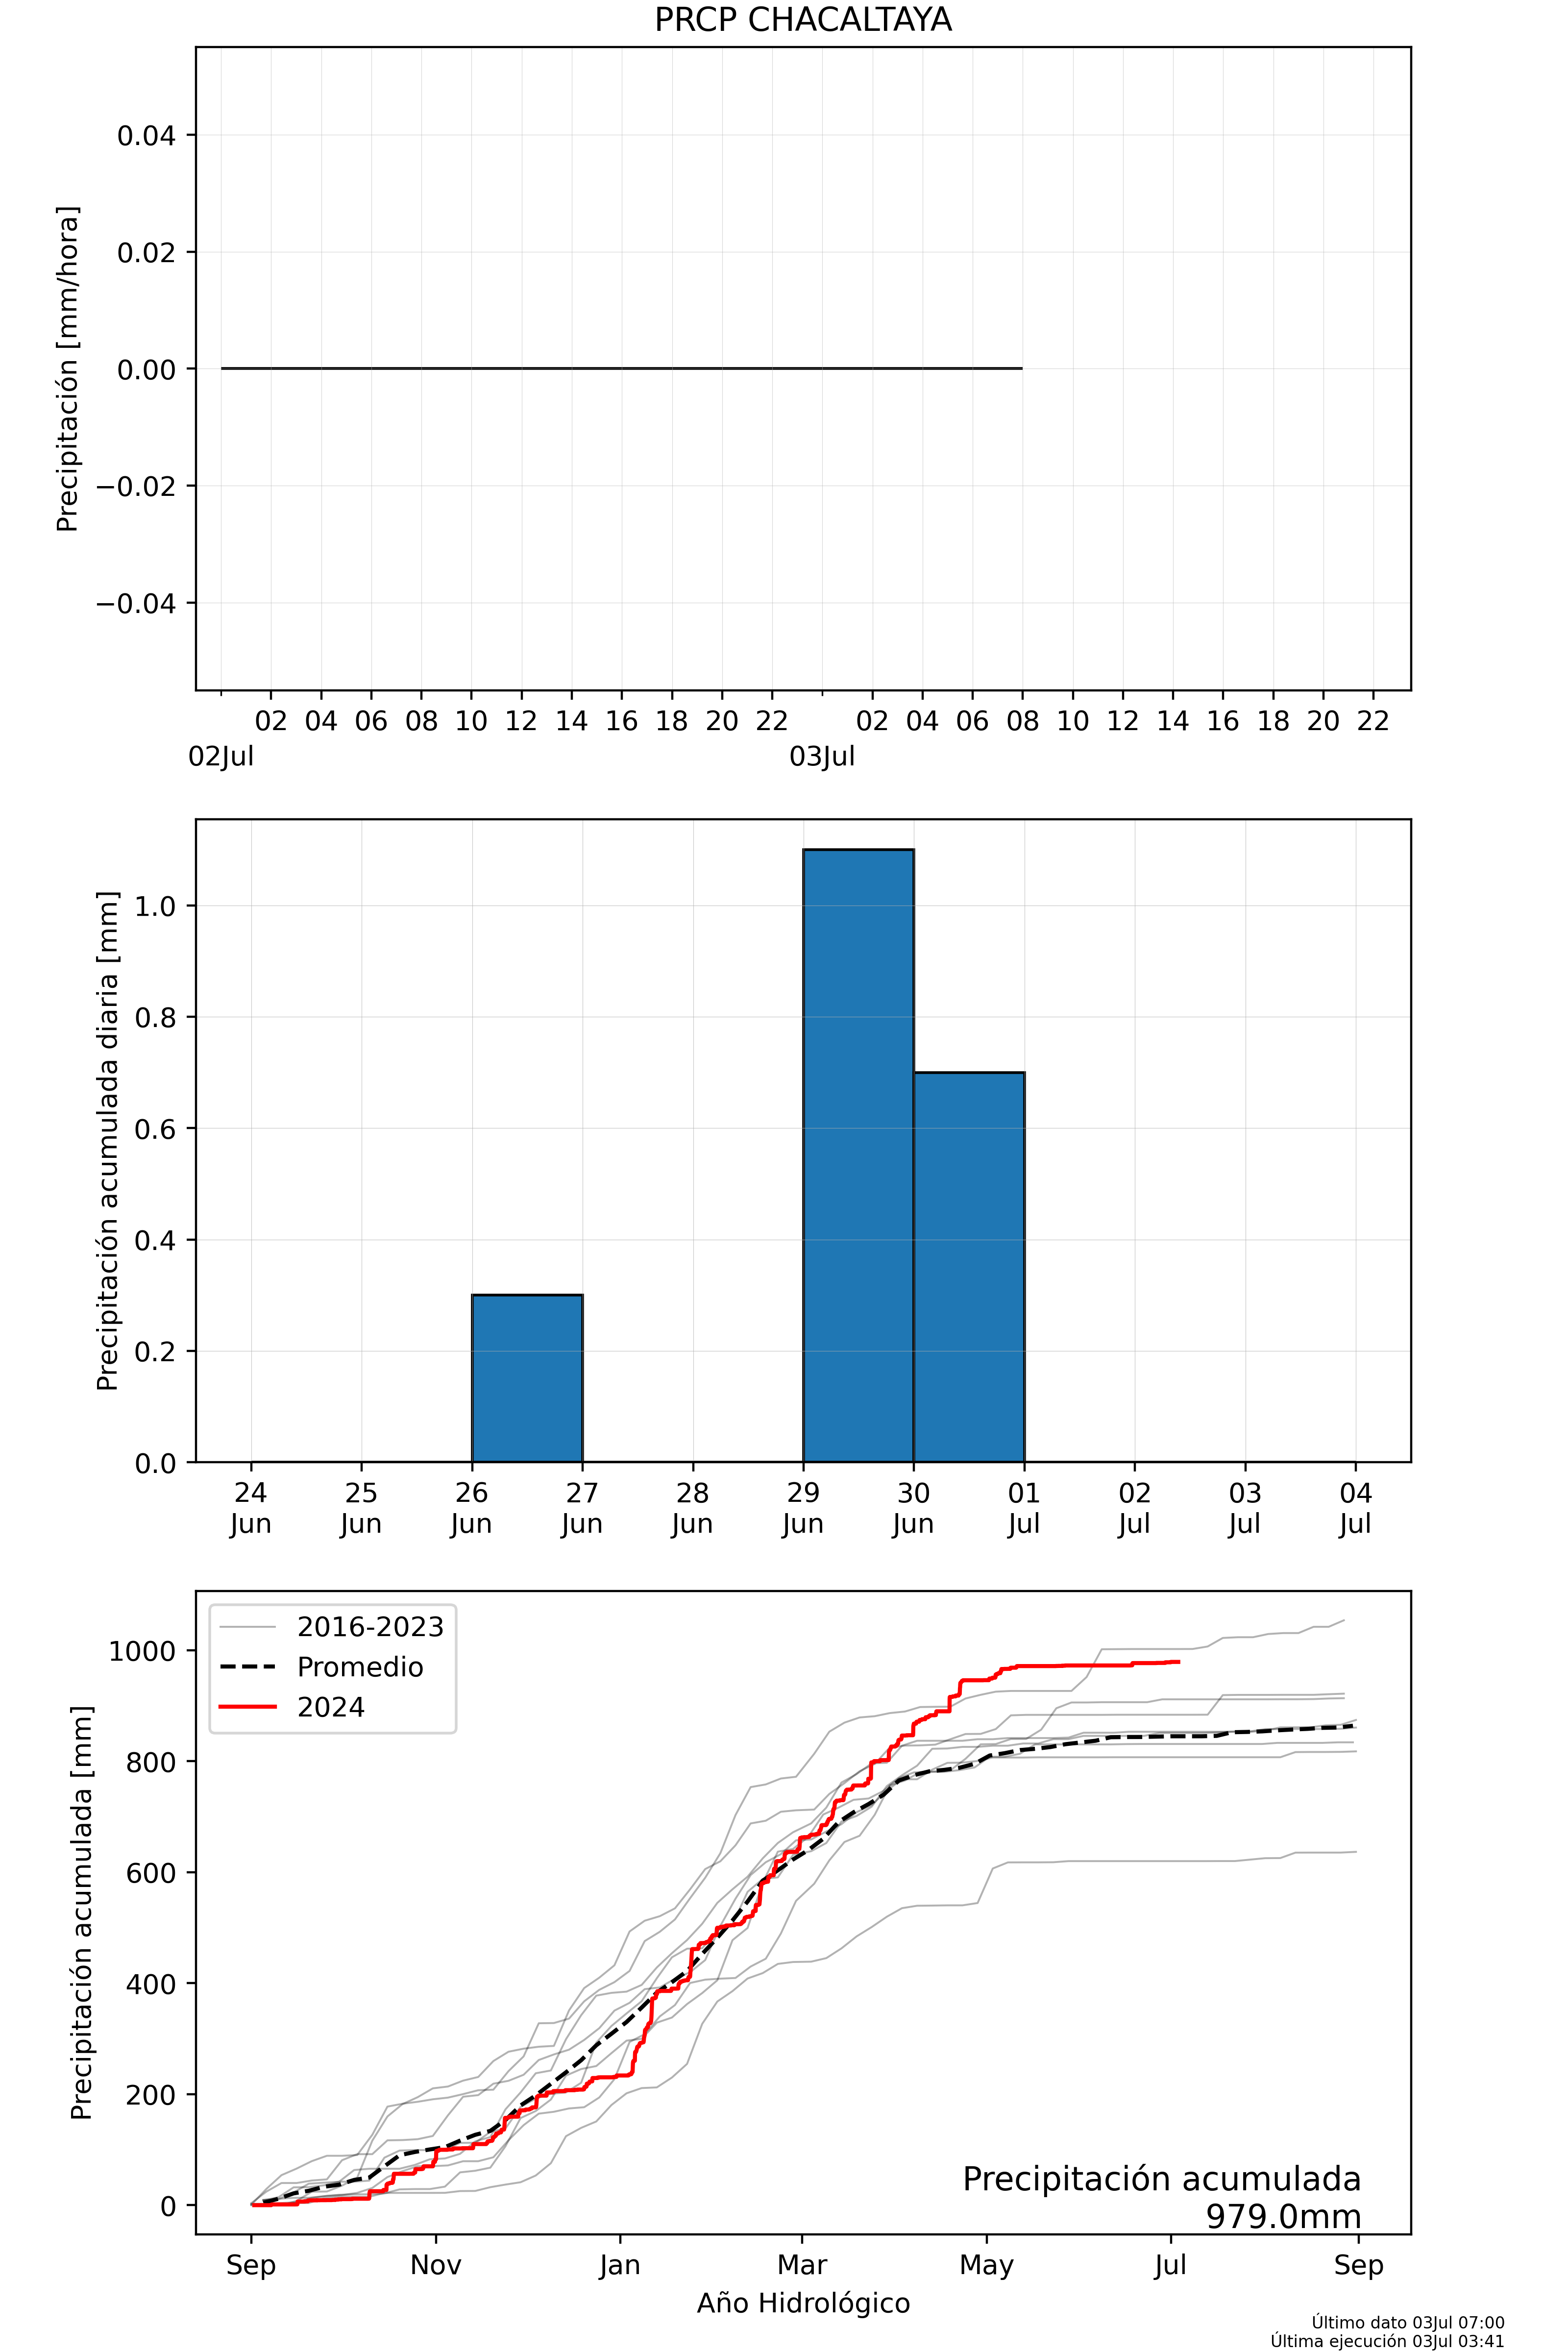 PRCP CHACALTAYA
Precipitación [mm/hora]
0.04
0.02
0.00
−0.02
−0.04
02 04 06 08 10 12 14 16 18 20 22 02 04 06 08 10 12 14 16 18 20 22
02Jul 03Jul
Precipitación acumulada diaria [mm]
1.0
0.8
0.6
0.4
0.2
0.0
24 25 26 27 28 29 30 01 02 03 04
Jun Jun Jun Jun Jun Jun Jun Jul Jul Jul Jul
Precipitación acumulada [mm]
2016-2023
Promedio
2024
1000
800
600
400
200
0
Precipitación acumulada
979.0mm
Sep Nov Jan Mar May Jul Sep
Año Hidrológico
Último dato 03Jul 07:00
Última ejecución 03Jul 03:41